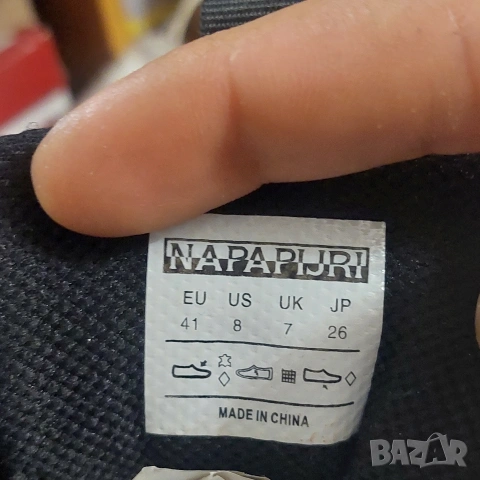 NAPAPIJRI
EU US UK JP
41 8 7 26
MADE IN CHINA
BAZAR